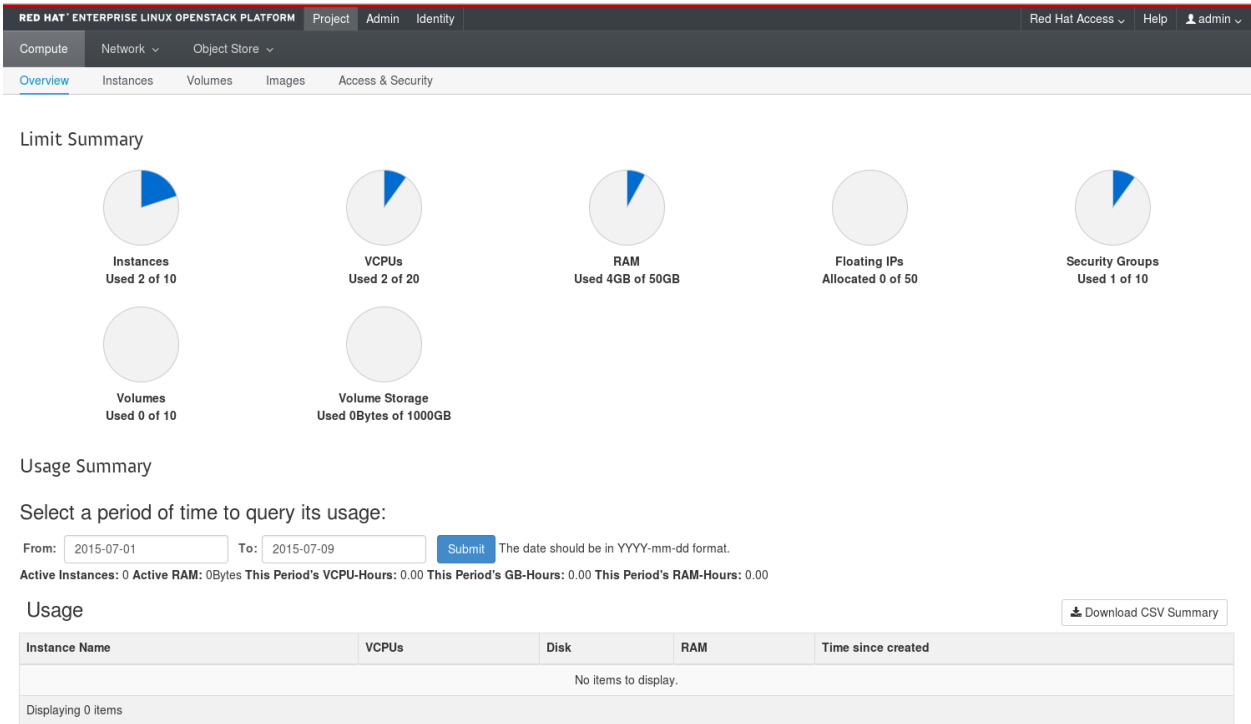 RED HAT® ENTERPRISE LINUX OPENSTACK PLATFORM Project Admin Identity Red Hat Access Help admin
Compute Network Object Store
Overview Instances Volumes Images Access & Security
Limit Summary
Instances VCPUs RAM Floating IPs Security Groups
Used 2 of 10 Used 2 of 20 Used 4GB of 50GB Allocated 0 of 50 Used 1 of 10
Volumes Volume Storage
Used 0 of 10 Used 0Bytes of 1000GB
Usage Summary
Select a period of time to query its usage:
From: 2015-07-01 To: 2015-07-09 Submit The date should be in YYYY-mm-dd format.
Active Instances: 0 Active RAM: 0Bytes This Period's VCPU-Hours: 0.00 This Period's GB-Hours: 0.00 This Period's RAM-Hours: 0.00
Usage Download CSV Summary
Instance Name VCPUs Disk RAM Time since created
No items to display.
Displaying 0 items